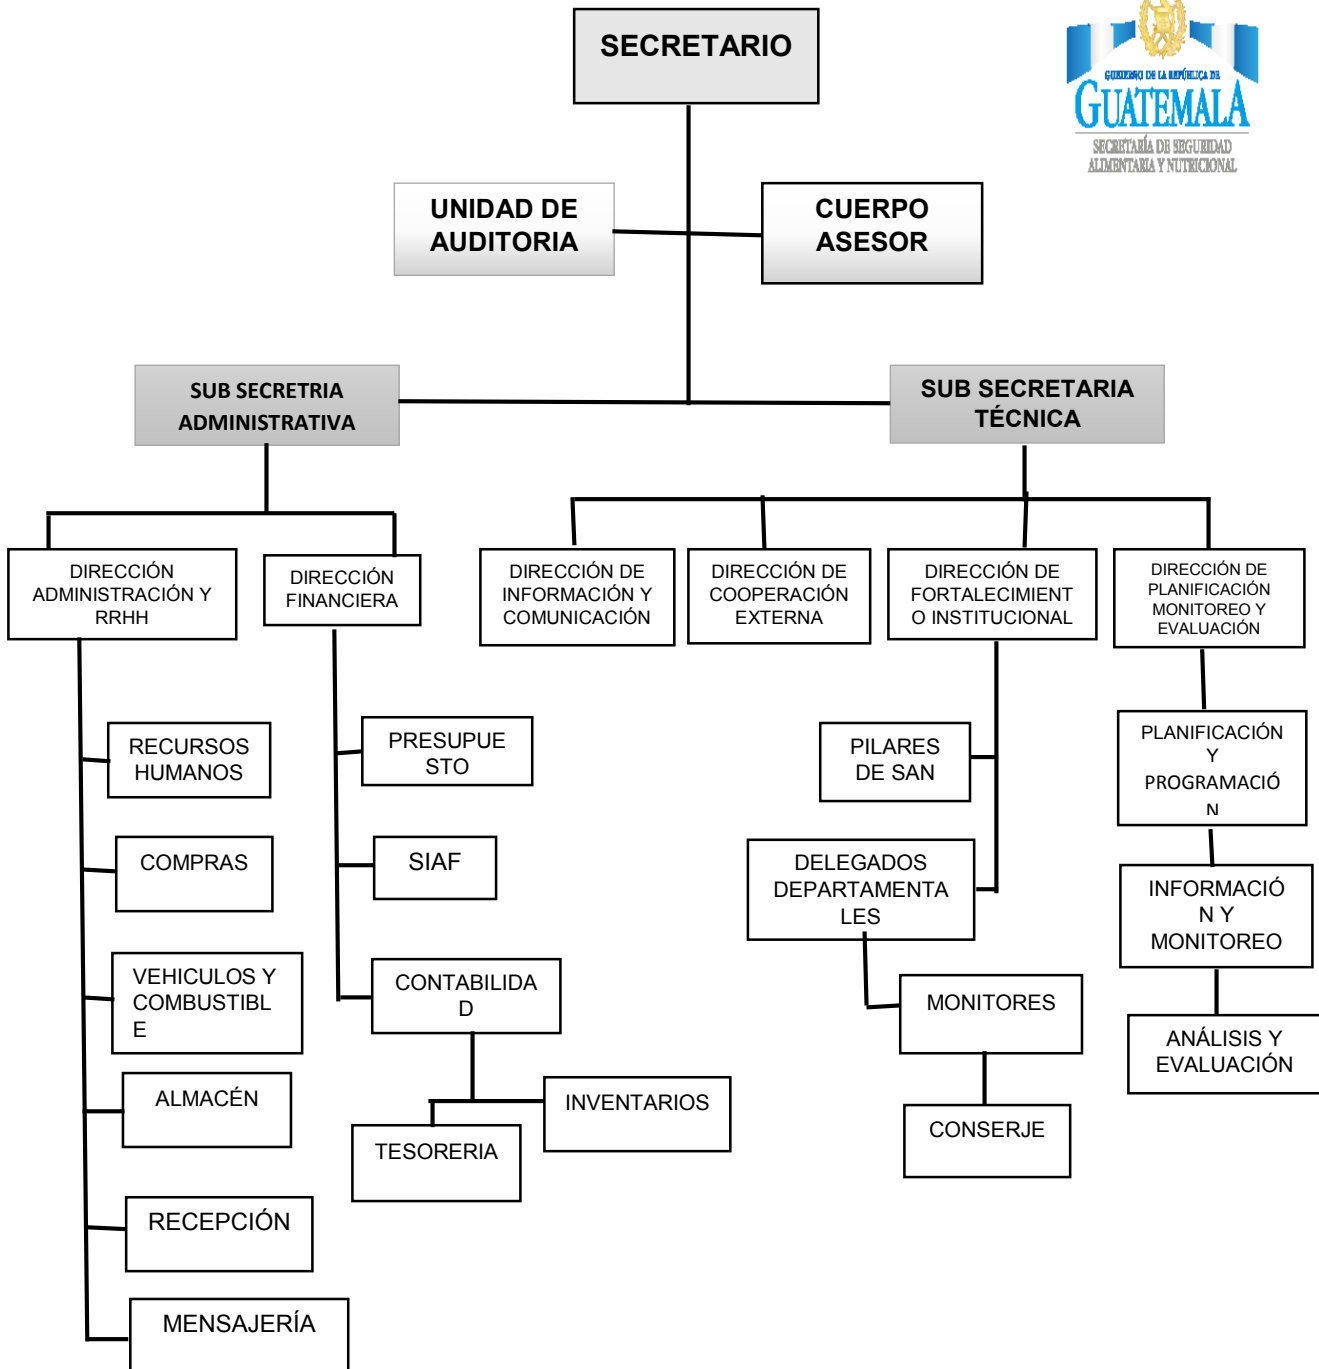 SECRETARIO
GOBIERNO DE LA REPÚBLICA DE
GUATEMALA
SECRETARÍA DE SEGURIDAD
ALIMENTARIA Y NUTRICIONAL
UNIDAD DE
AUDITORIA
CUERPO
ASESOR
SUB SECRETRIA
ADMINISTRATIVA
SUB SECRETARIA
TÉCNICA
DIRECCIÓN
ADMINISTRACIÓN Y
RRHH
DIRECCIÓN
FINANCIERA
DIRECCIÓN DE
INFORMACIÓN Y
COMUNICACIÓN
DIRECCIÓN DE
COOPERACIÓN
EXTERNA
DIRECCIÓN DE
FORTALECIMIENT
O INSTITUCIONAL
DIRECCIÓN DE
PLANIFICACIÓN
MONITOREO Y
EVALUACIÓN
RECURSOS
HUMANOS
COMPRAS
VEHICULOS Y
COMBUSTIBL
E
ALMACÉN
RECEPCIÓN
MENSAJERÍA
PRESUPUE
STO
SIAF
CONTABILIDA
D
TESORERIA
INVENTARIOS
PILARES
DE SAN
DELEGADOS
DEPARTAMENTA
LES
MONITORES
CONSERJE
PLANIFICACIÓN
Y
PROGRAMACIÓ
N
INFORMACIÓ
N Y
MONITOREO
ANÁLISIS Y
EVALUACIÓN